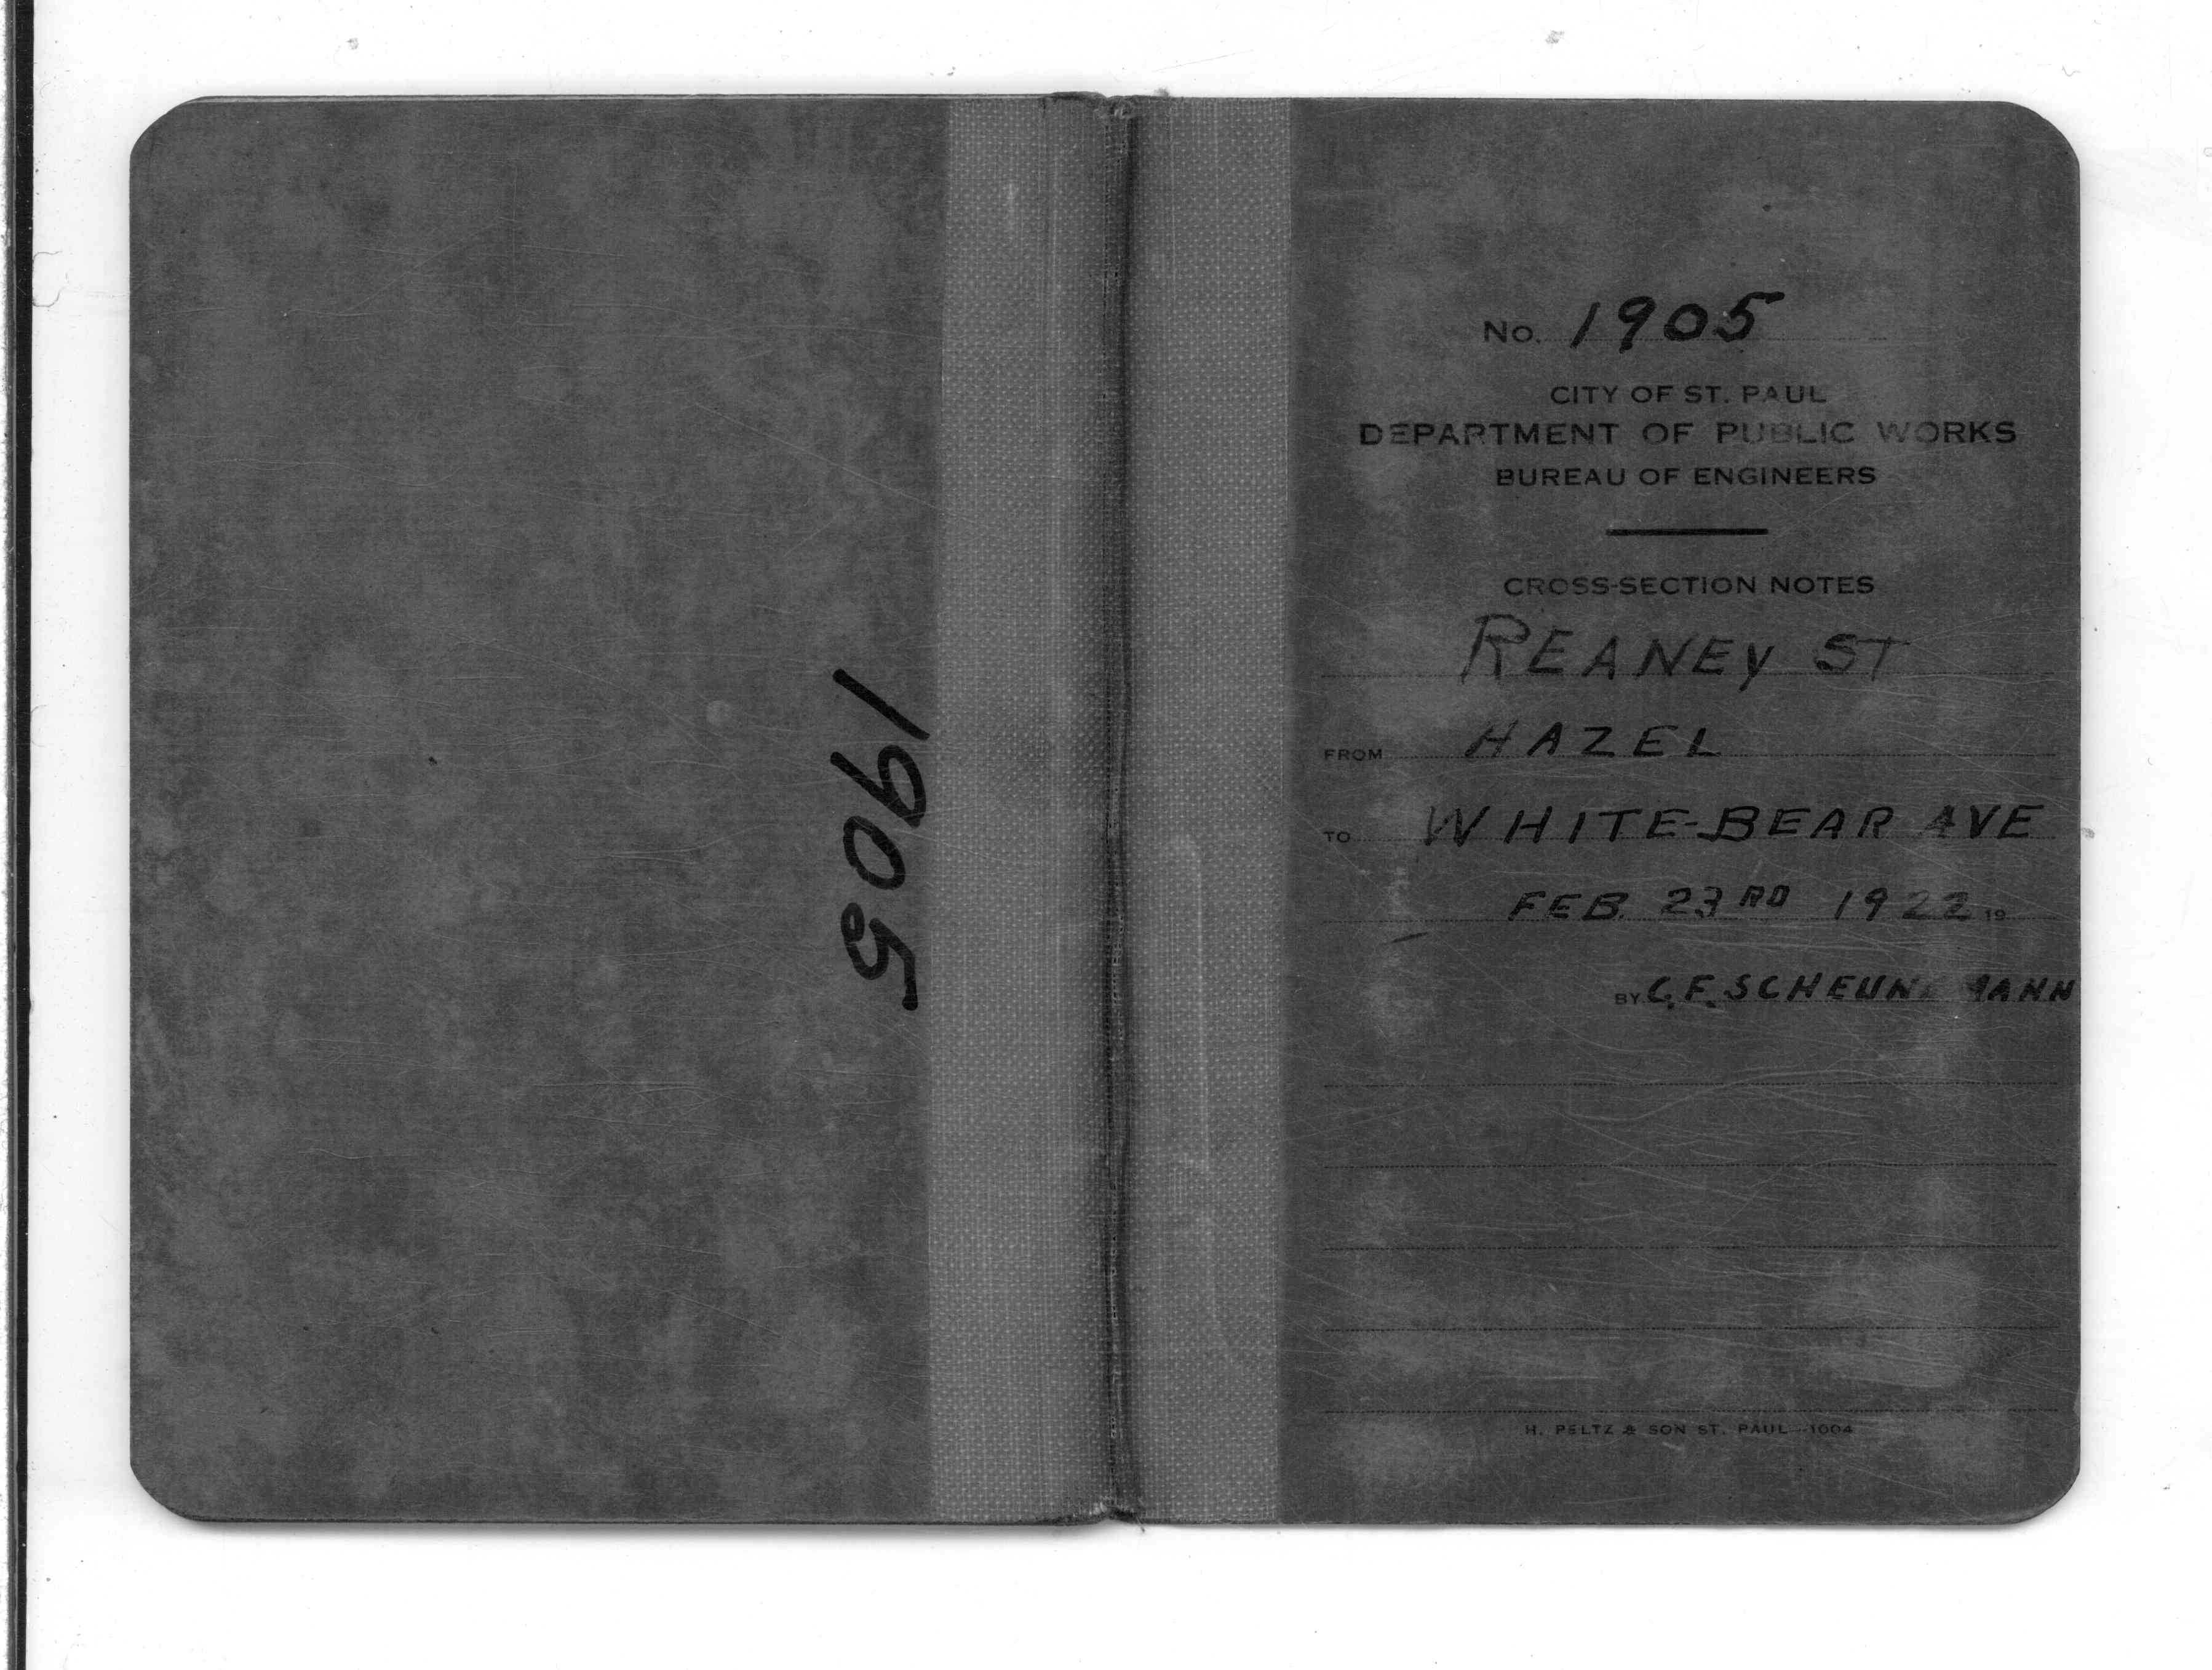 1905
No. 1905
CITY OF ST. PAUL
DEPARTMENT OF PUBLIC WORKS
BUREAU OF ENGINEERS
CROSS-SECTION NOTES
REANEY ST
FROM HAZEL
TO WHITE-BEAR AVE
FEB. 23RD 1922 19
BY C. F.
H. PELTZ & SON ST. PAUL-1004